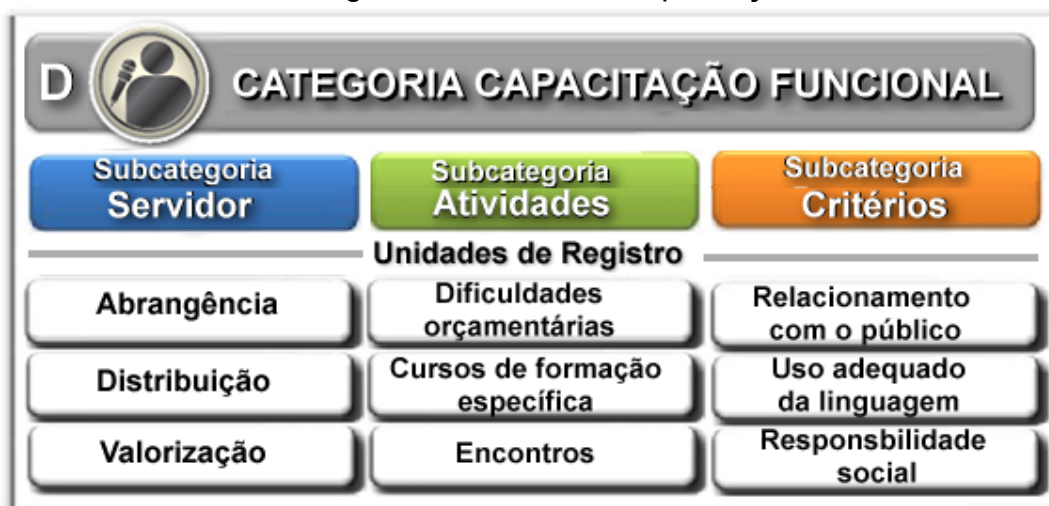 D CATEGORIA CAPACITAÇÃO FUNCIONAL
Subcategoria
Servidor
Subcategoria
Atividades
Subcategoria
Critérios
Unidades de Registro
Abrangência
Dificuldades
orçamentárias
Relacionamento
com o público
Distribuição
Cursos de formação
específica
Uso adequado
da linguagem
Valorização
Encontros
Responsbilidade
social